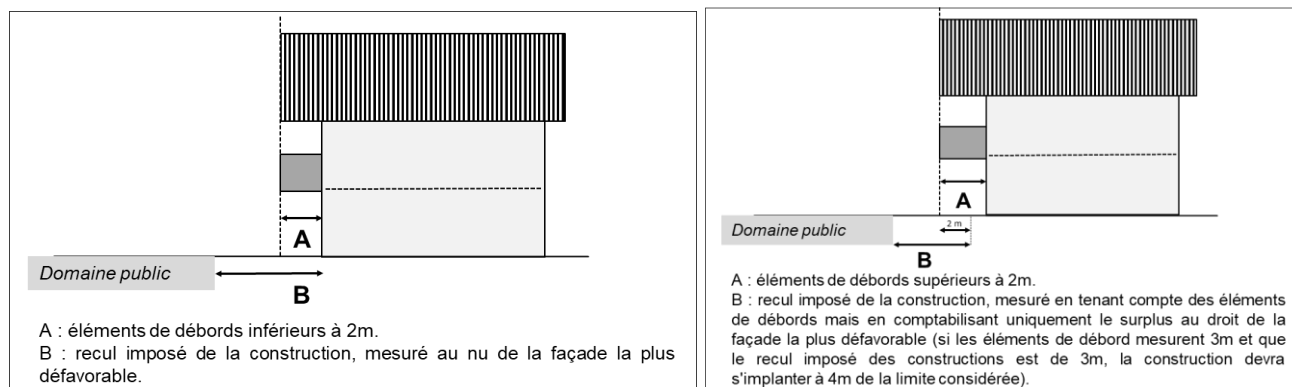 A
Domaine public
B
A : éléments de débords inférieurs à 2m.
B : recul imposé de la construction, mesuré au nu de la façade la plus
défavorable.
A
2 m
Domaine public
B
A : éléments de débords supérieurs à 2m.
B : recul imposé de la construction, mesuré en tenant compte des éléments
de débords mais en comptabilisant uniquement le surplus au droit de la
façade la plus défavorable (si les éléments de débord mesurent 3m et que
le recul imposé des constructions est de 3m, la construction devra
s'implanter à 4m de la limite considérée).